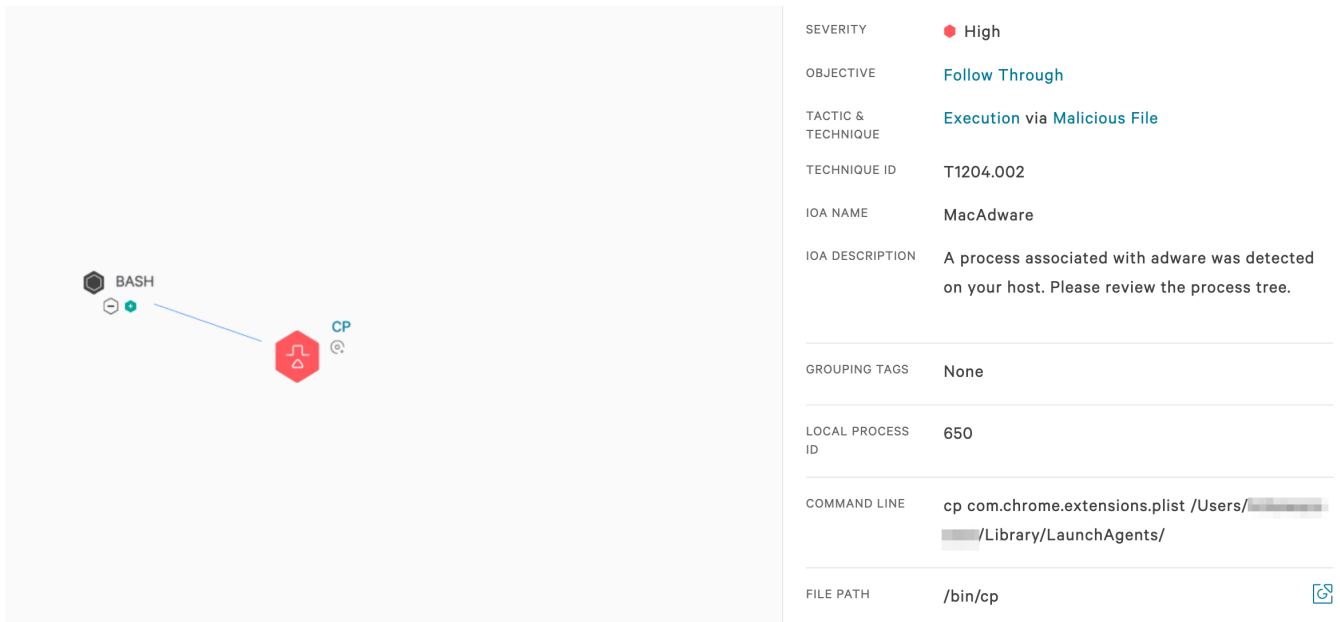 BASH
CP
SEVERITY
High
OBJECTIVE
Follow Through
TACTIC &
TECHNIQUE
Execution via Malicious File
TECHNIQUE ID
T1204.002
IOA NAME
MacAdware
IOA DESCRIPTION
A process associated with adware was detected
on your host. Please review the process tree.
GROUPING TAGS
None
LOCAL PROCESS
ID
650
COMMAND LINE
cp com.chrome.extensions.plist /Users/
/Library/LaunchAgents/
FILE PATH
/bin/cp